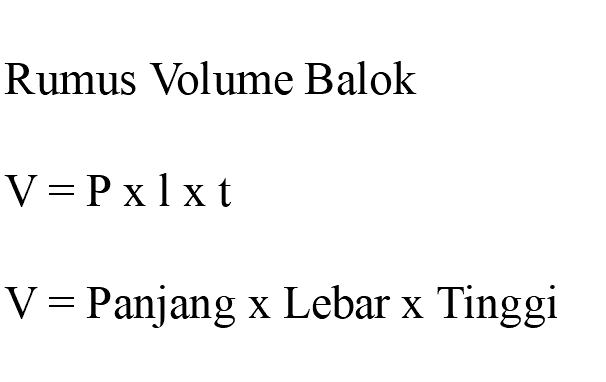 Rumus Volume Balok
V = P x l x t
V = Panjang x Lebar x Tinggi